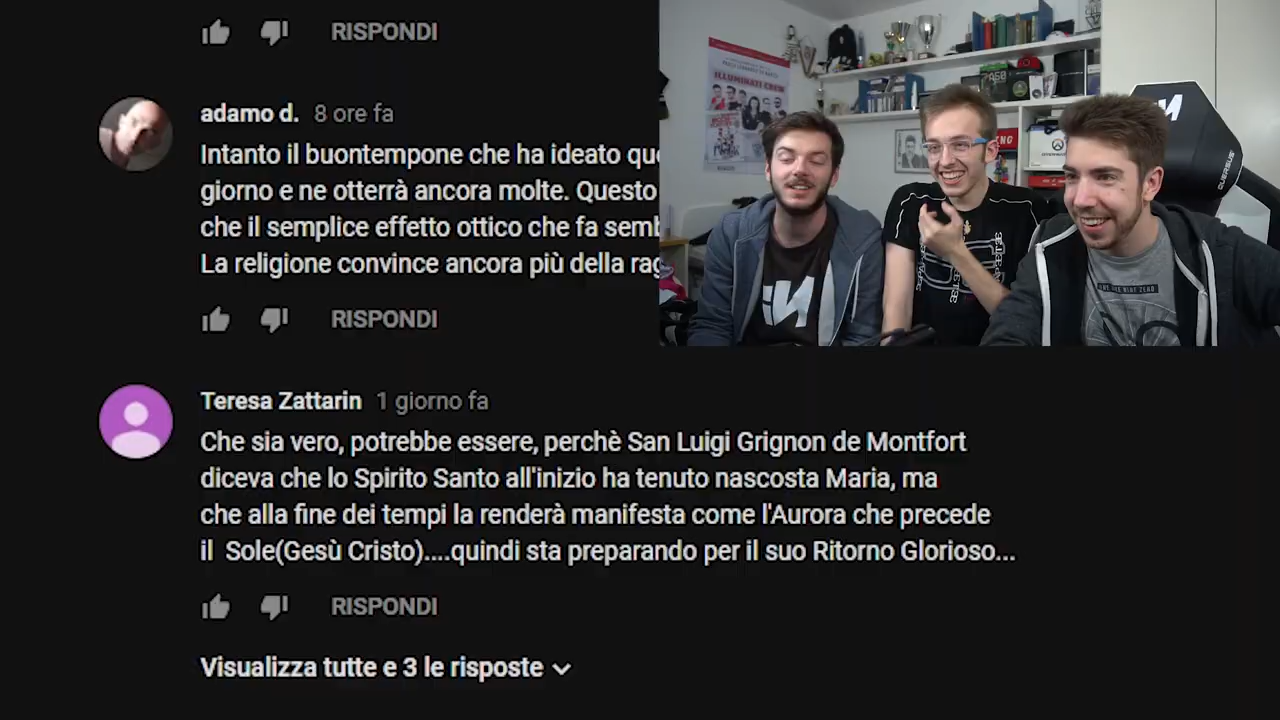 RISPONDI
adamo d. 8 ore fa
Intanto il buontempone che ha ideato
giorno e ne otterrà ancora molte. Questo
che il semplice effetto ottico che fa
La religione convince ancora più della
RISPONDI
Teresa Zattarin 1 giorno fa
Che sia vero, potrebbe essere, perchè San Luigi Grignon de Montfort
diceva che lo Spirito Santo all'inizio ha tenuto nascosta Maria, ma
che alla fine dei tempi la renderà manifesta come l'Aurora che precede
il Sole(Gesù Cristo)....quindi sta preparando per il suo Ritorno Glorioso...
RISPONDI
Visualizza tutte e 3 le risposte
ILLUMINATI CREW